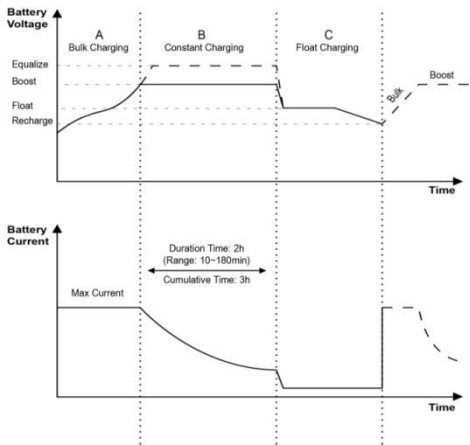 Battery
Voltage
A
Bulk Charging
B
Constant Charging
C
Float Charging
Equalize
Boost
Float
Recharge
Bulk
Boost
Time
Battery
Current
Duration Time: 2h
(Range: 10~180min)
Cumulative Time: 3h
Max Current
Time